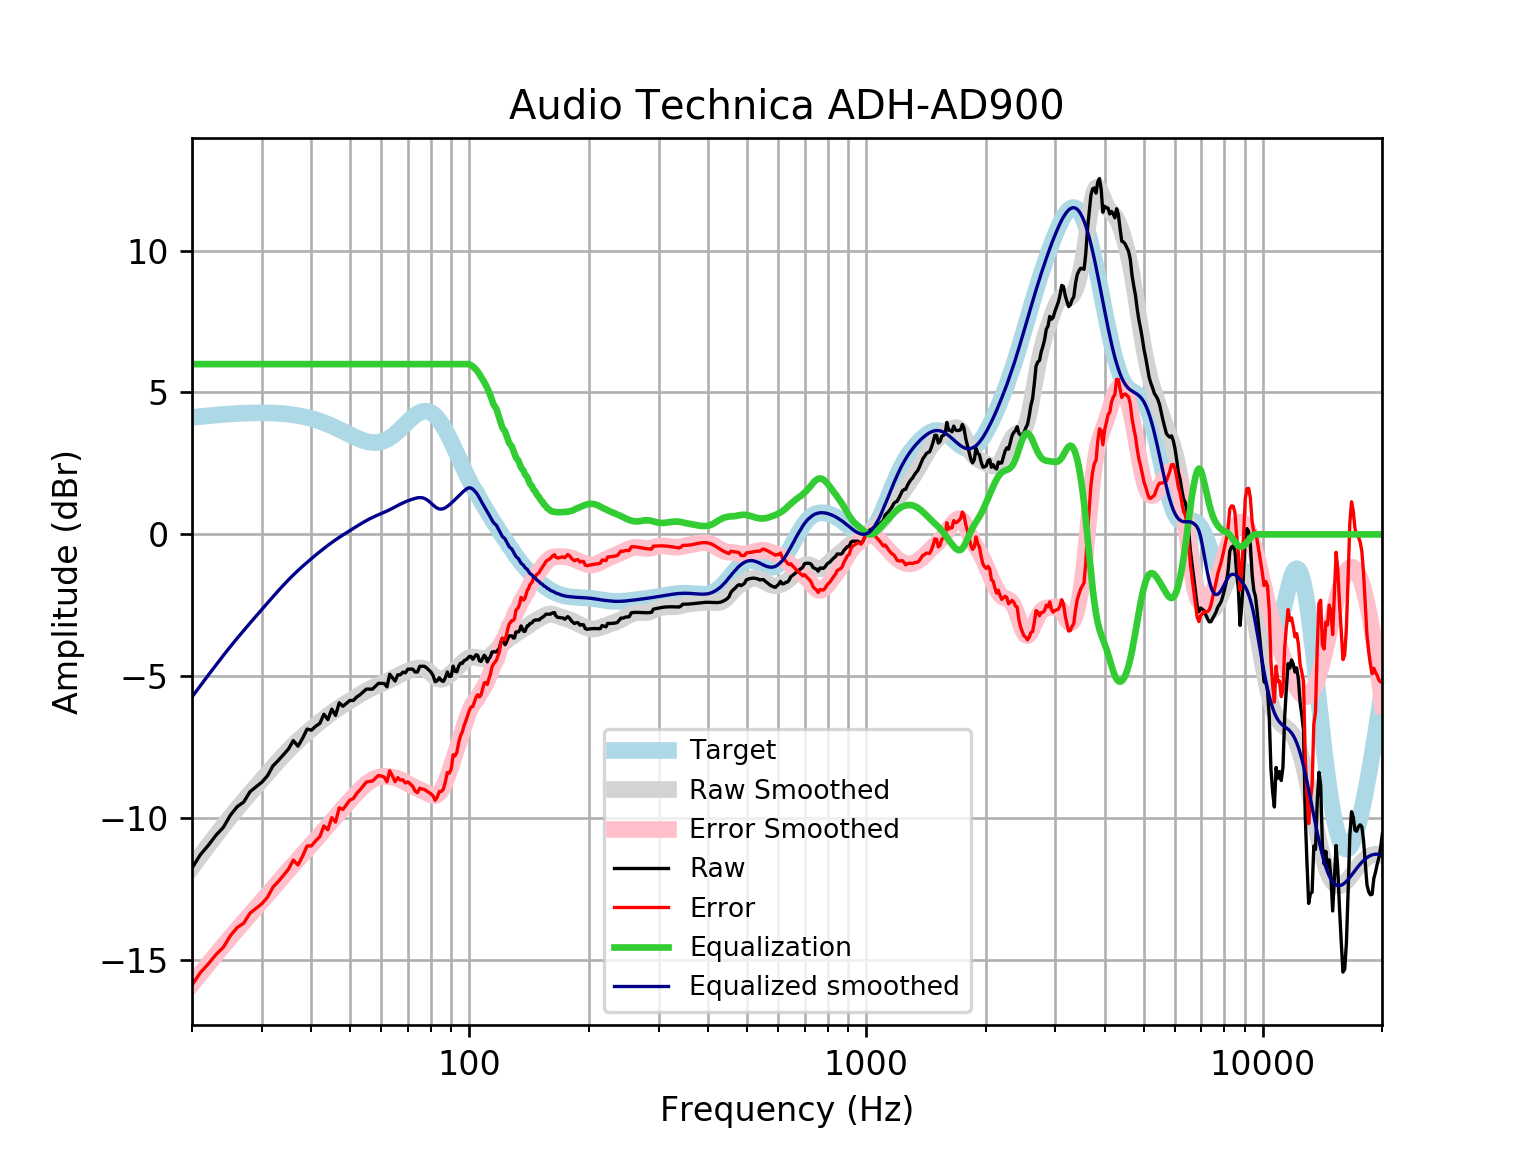 Audio Technica ADH-AD900
Amplitude (dBr)
10
5
0
−5
−10
−15
Target
Raw Smoothed
Error Smoothed
Raw
Error
Equalization
Equalized smoothed
100 1000 10000
Frequency (Hz)